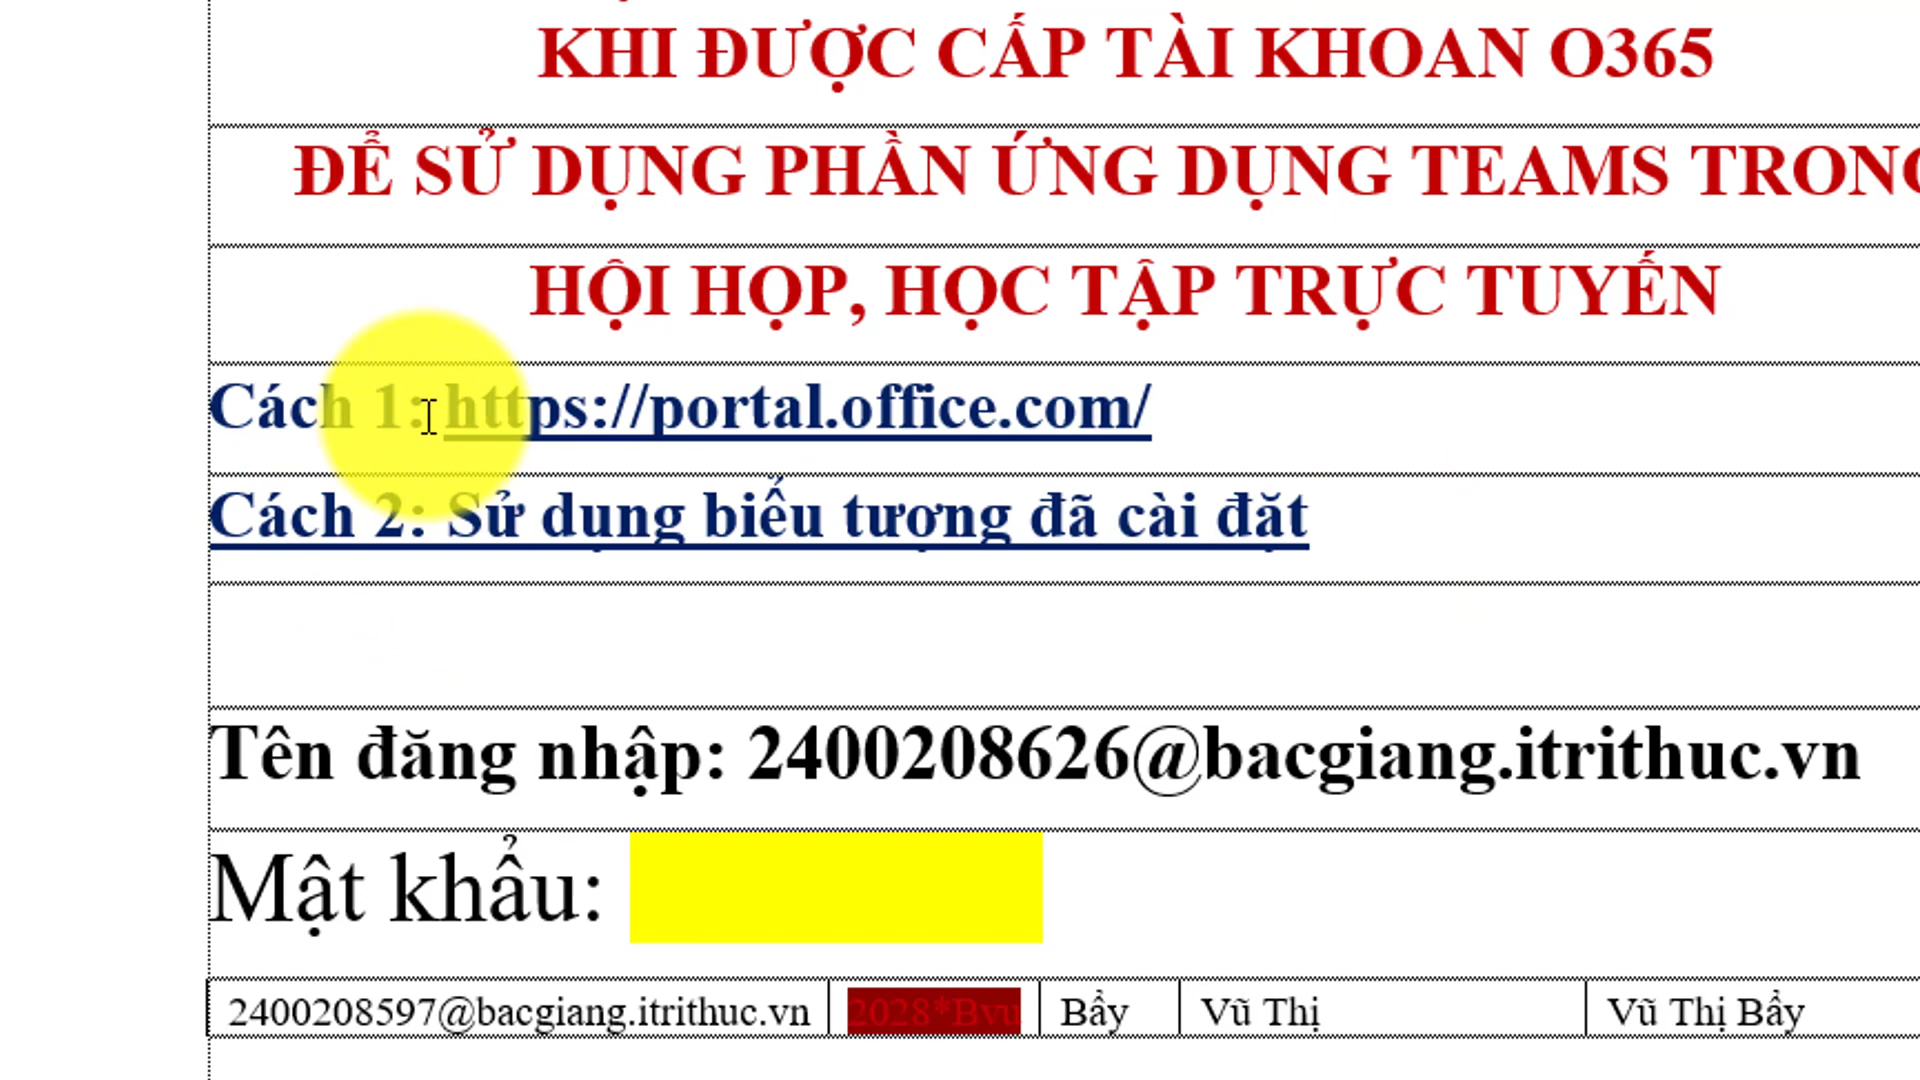 KHI ĐƯỢC CẤP TÀI KHOAN O365
ĐỂ SỬ DỤNG PHẦN ỨNG DỤNG TEAMS TRONG
HỘI HỌP, HỌC TẬP TRỰC TUYẾN
Cách 1: https://portal.office.com/
Cách 2: Sử dụng biểu tượng đã cài đặt
Tên đăng nhập: 2400208626@bacgiang.itrithuc.vn
Mật khẩu:
2400208597@bacgiang.itrithuc.vn 2028*Bvu Bẩy Vũ Thị Vũ Thị Bẩy